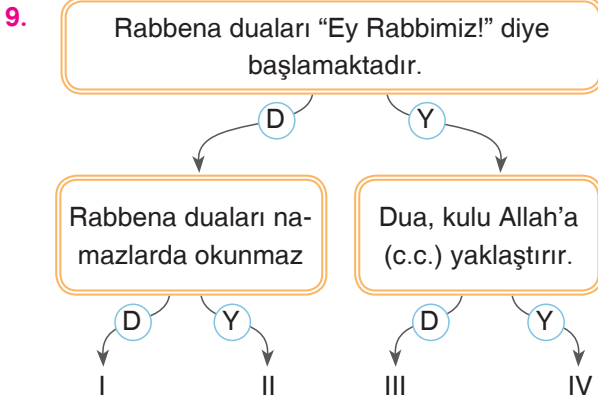 9.
Rabbena duaları “Ey Rabbimiz!” diye
başlamaktadır.
D
Y
Rabbena duaları na-
mazlarda okunmaz
Dua, kulu Allah’a
(c.c.) yaklaştırır.
D
Y
D
Y
I
II
III
IV